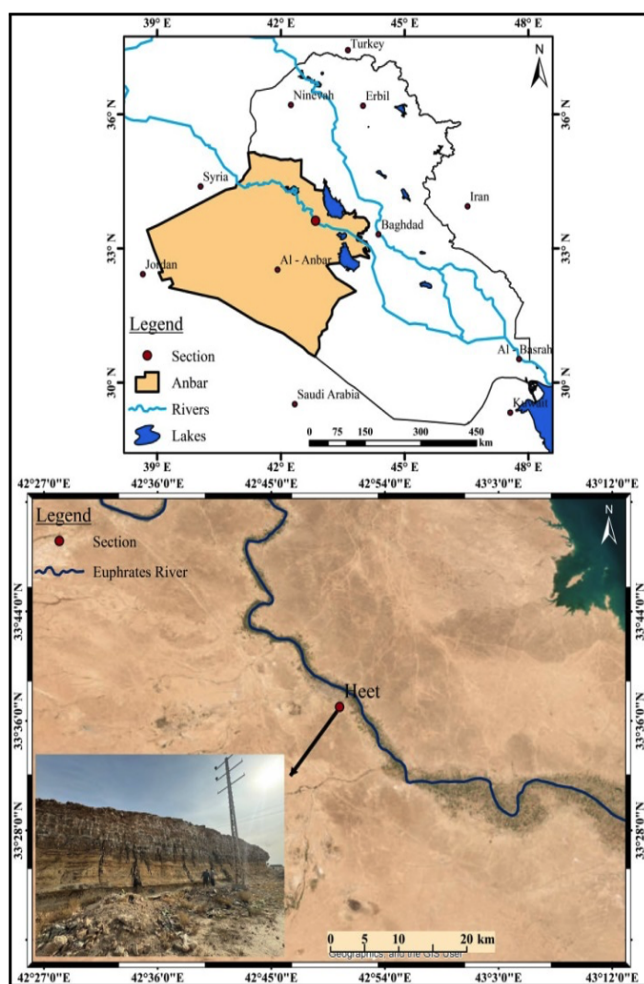 39° E 42° E 45° E 48° E
Turkey
N
Ninevah
Erbil
36° N
36° N
Syria
Iran
Baghdad
33° N
33° N
Jordan
Al - Anbar
Legend
Section
Al - Basrah
Anbar
30° N
30° N
Saudi Arabia
Kuwait
Rivers
0 75 150 300 450
km
Lakes
39° E 42° E 45° E 48° E
42°27'0''E 42°36'0''E 42°45'0''E 42°54'0''E 43°3'0''E 43°12'0''E
Legend
N
Section
Euphrates River
33°44'0''N
33°44'0''N
Heet
33°36'0''N
33°36'0''N
33°28'0''N
33°28'0''N
0 5 10 20 km
Geographics, and the GIS User
42°27'0''E 42°36'0''E 42°45'0''E 42°54'0''E 43°3'0''E 43°12'0''E